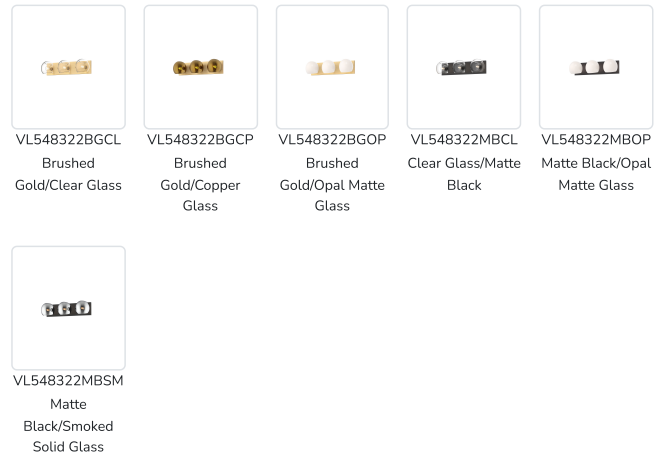 VL548322BGCL
Brushed
Gold/Clear Glass
VL548322BGCP
Brushed
Gold/Copper
Glass
VL548322BGOP
Brushed
Gold/Opal Matte
Glass
VL548322MBCL
Clear Glass/Matte
Black
VL548322MBOP
Matte Black/Opal
Matte Glass
VL548322MBSM
Matte
Black/Smoked
Solid Glass